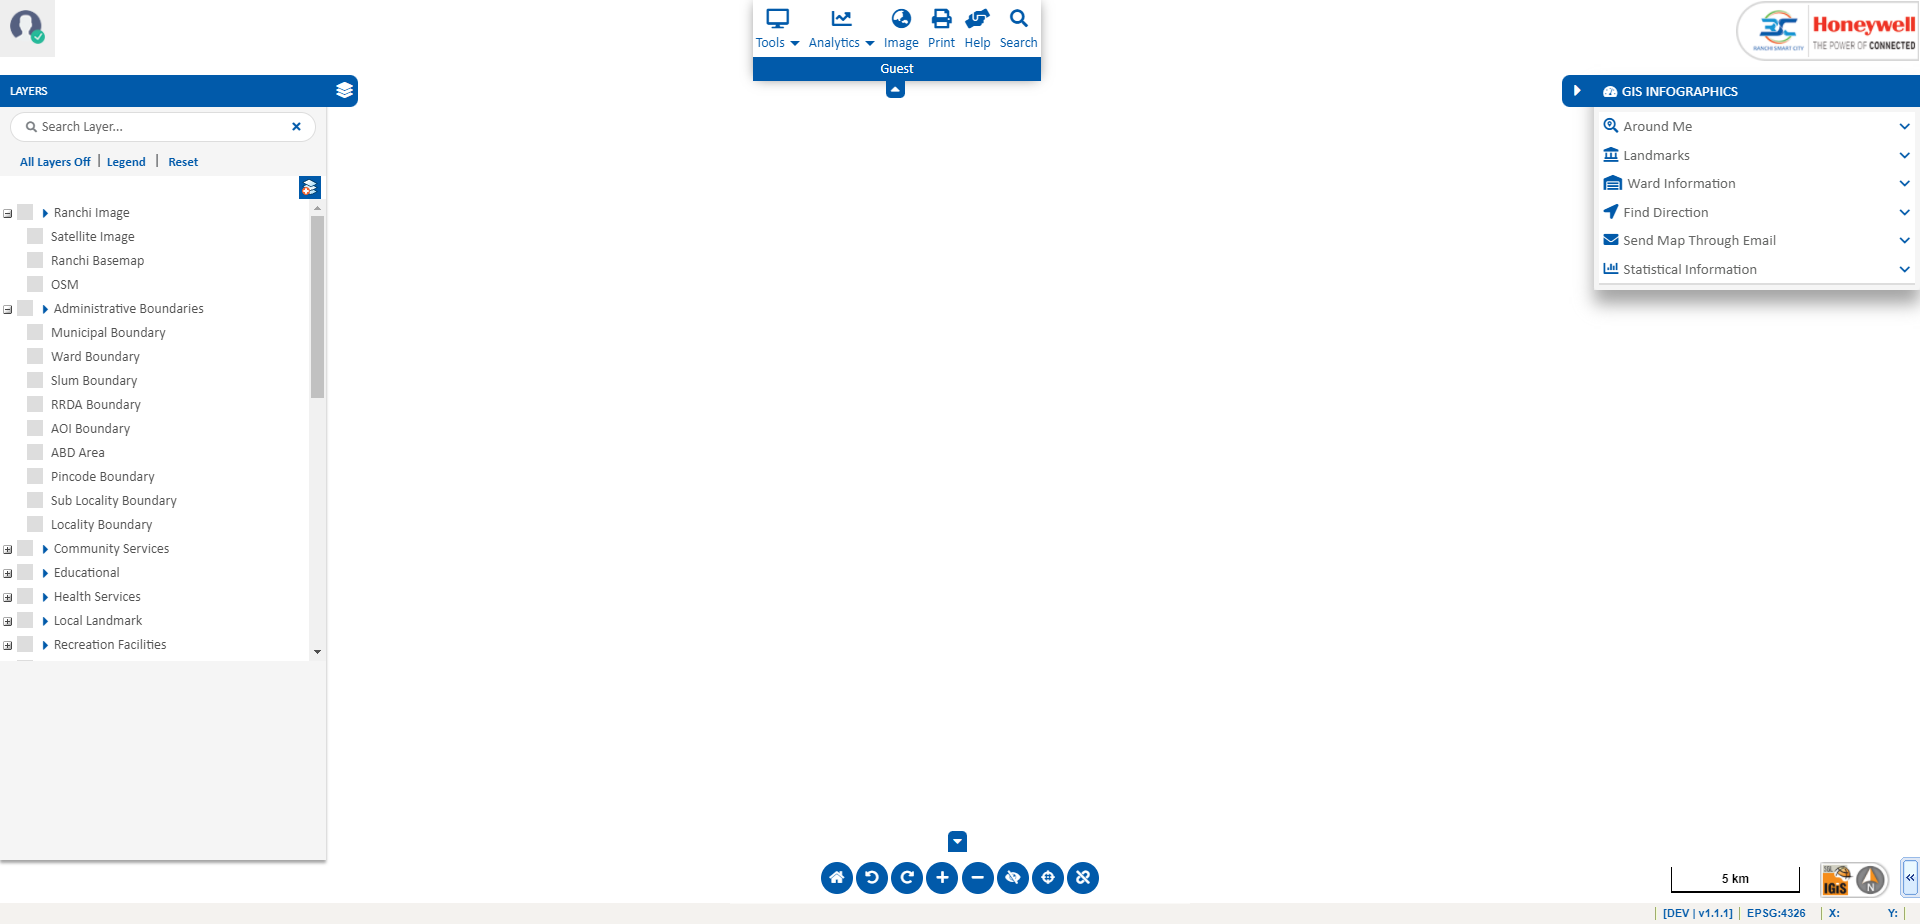 Tools Analytics Image Print Help Search
Guest
RANCHI SMART CITY
Honeywell
THE POWER OF CONNECTED
LAYERS
Search Layer...
All Layers Off | Legend | Reset
Ranchi Image
Satellite Image
Ranchi Basemap
OSM
Administrative Boundaries
Municipal Boundary
Ward Boundary
Slum Boundary
RRDA Boundary
AOI Boundary
ABD Area
Pincode Boundary
Sub Locality Boundary
Locality Boundary
Community Services
Educational
Health Services
Local Landmark
Recreation Facilities
GIS INFOGRAPHICS
Around Me
Landmarks
Ward Information
Find Direction
Send Map Through Email
Statistical Information
5 km
IGiS
N
[DEV | v1.1.1] EPSG:4326 X: Y: